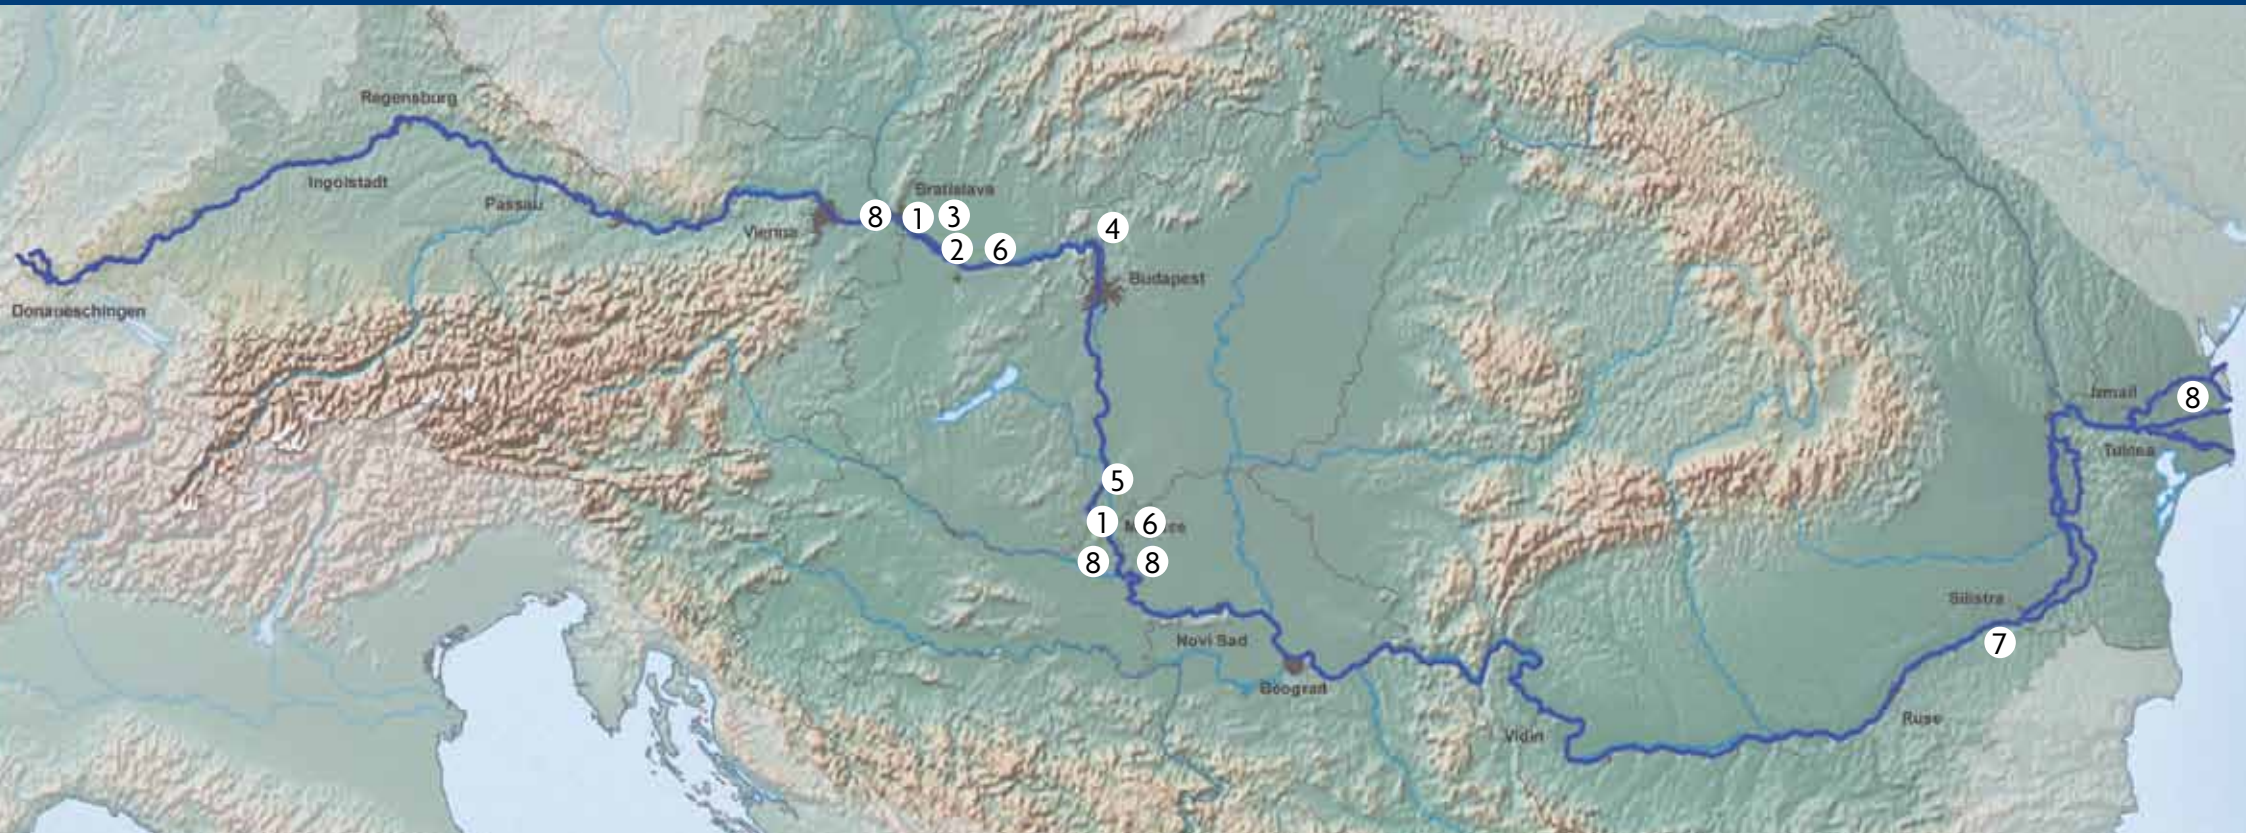 Regensburg
Ingolstadt
Passau
Bratislava
Vienna
8
1
3
2
6
4
Budapest
Donaueschingen
5
1
6
8
8
Novi Sad
Beograd
Vidin
Ruse
7
Silistra
Ismail
8
Tulcea